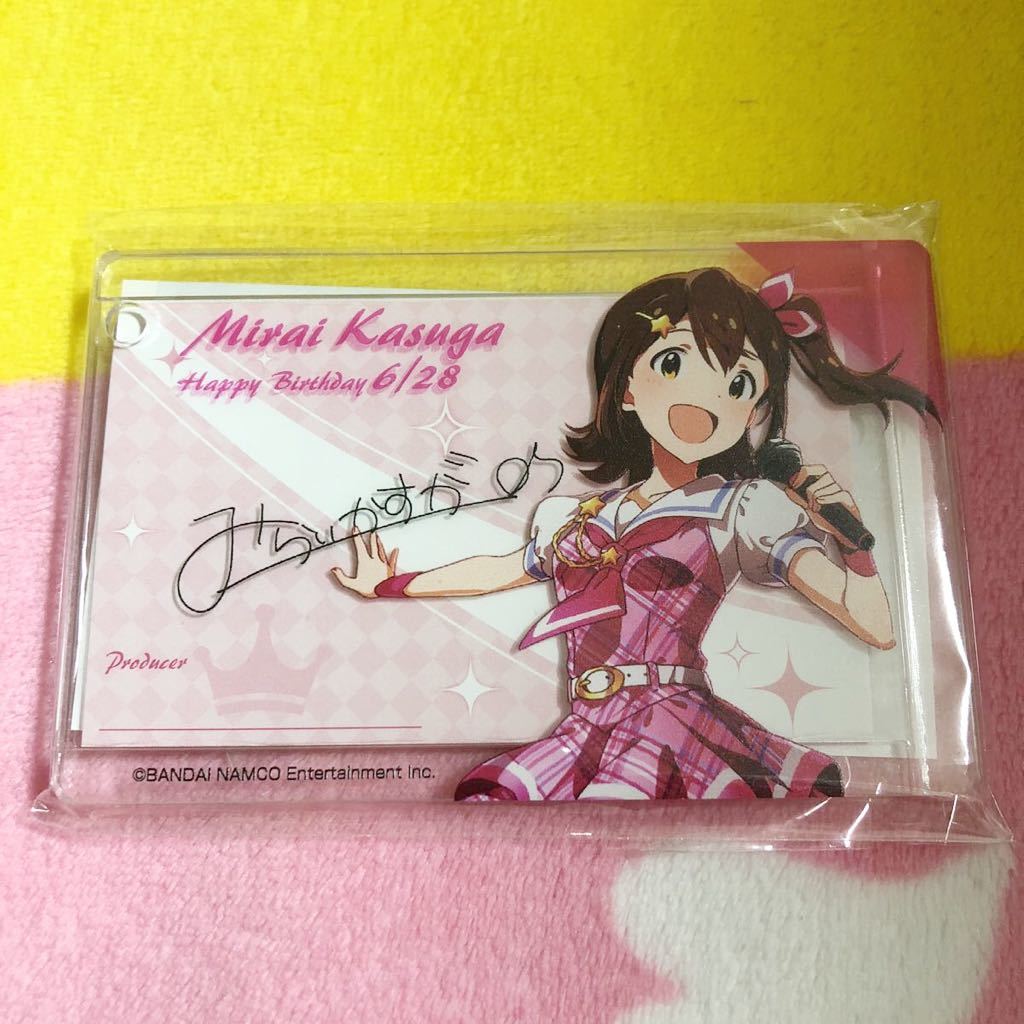 Mirai Kasuga
Happy Birthday 6/28
みらいかすが
Producer
©BANDAI NAMCO Entertainment Inc.